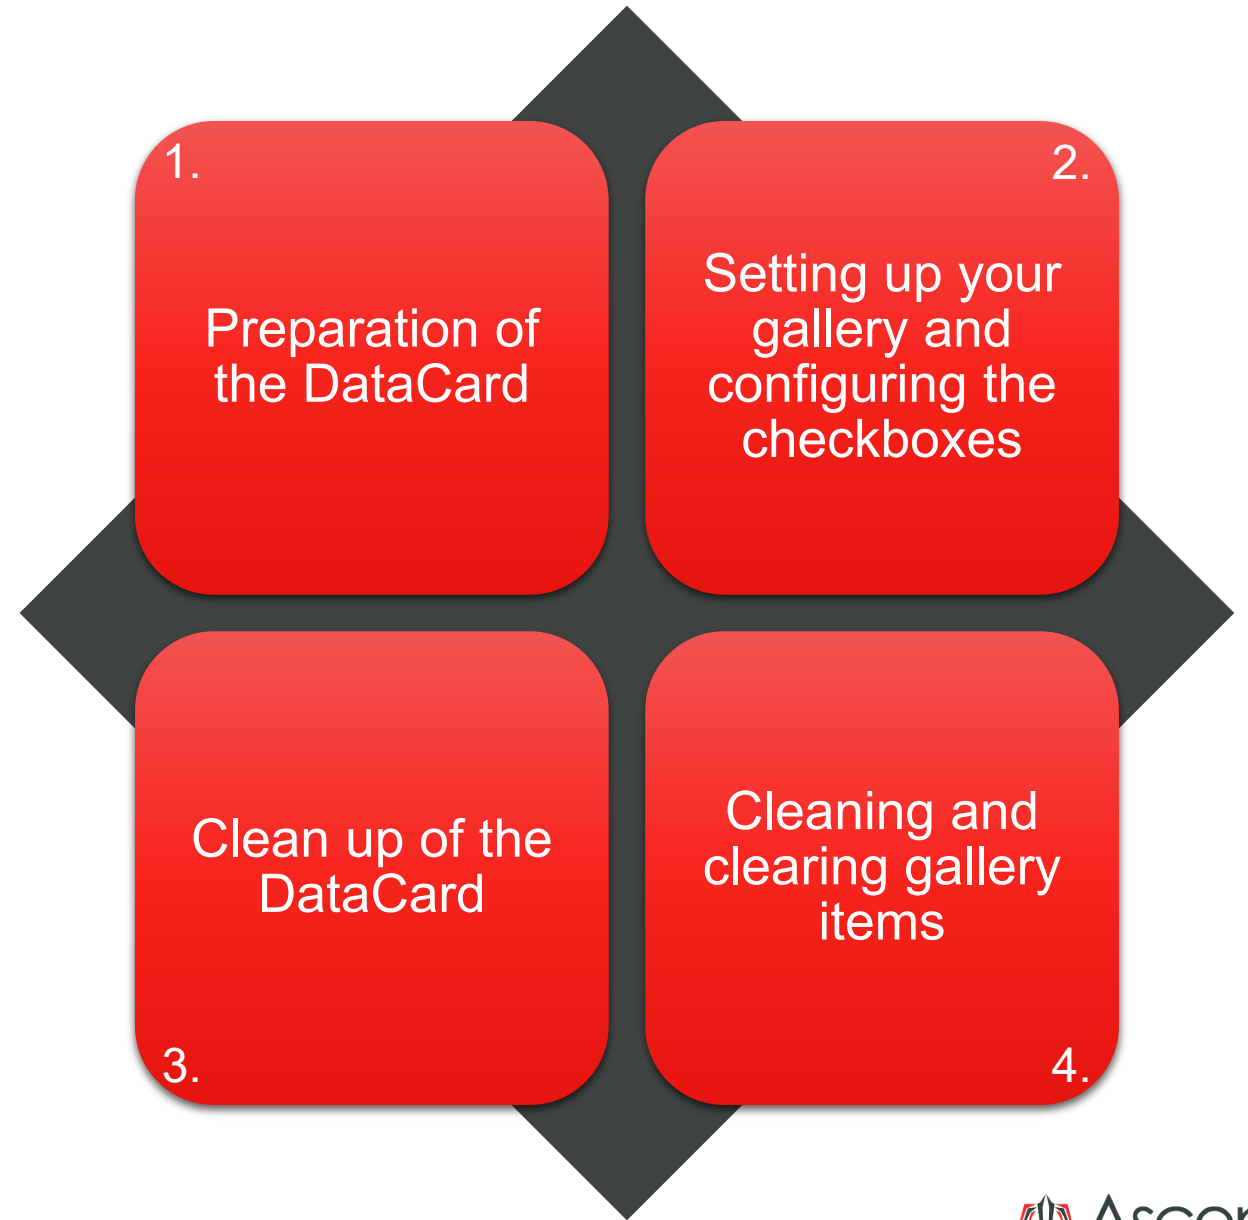 1.
Preparation of
the DataCard
2.
Setting up your
gallery and
configuring the
checkboxes
Clean up of the
DataCard
3.
Cleaning and
clearing gallery
items
4.